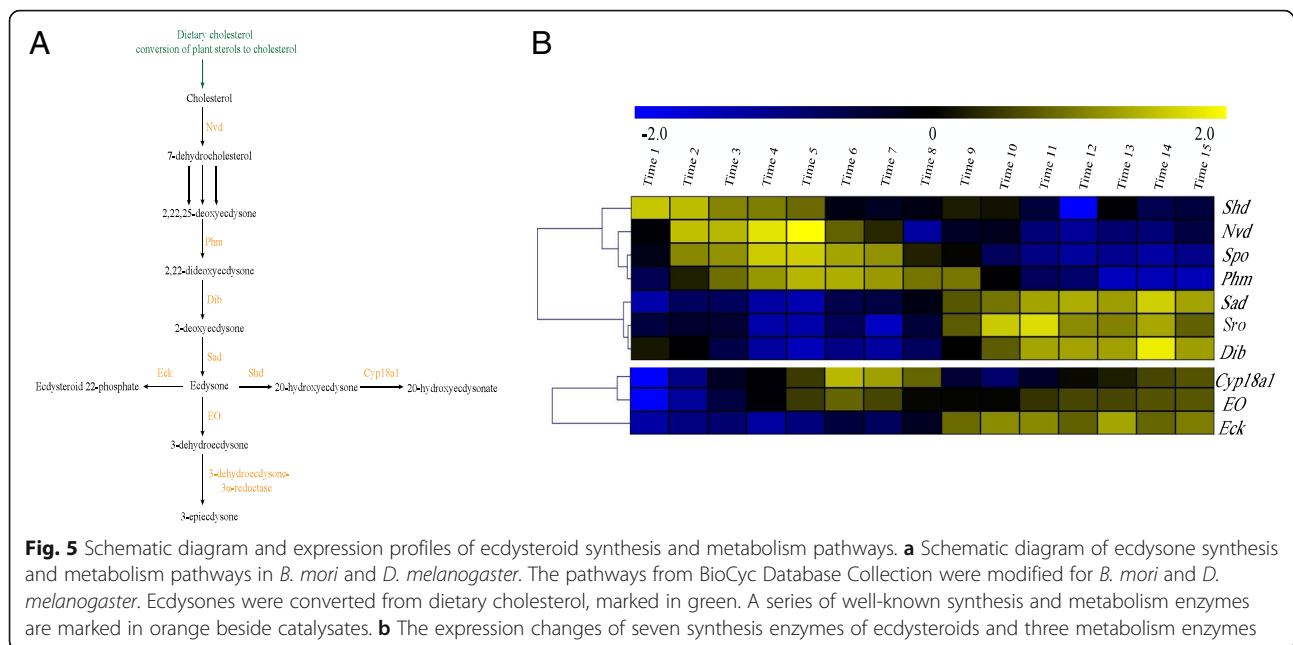 A
Dietary cholesterol
conversion of plant sterols to cholesterol
Cholesterol
Nvd
7-dehydrocholesterol
2,22,25-deoxyecdysone
Phm
2,22-dideoxyecdysone
Dib
2-deoxyecdysone
Sad
Ecdysteroid 22-phosphate Eck Ecdysone Shd 20-hydroxyecdysone Cyp18a1 20-hydroxyecdysonate
EO
3-dehydroecdysone
3-dehydroecdysone-
3α-reductase
3-epiecdysone
B
-2.0 0 2.0
Time 1 Time 2 Time 3 Time 4 Time 5 Time 6 Time 7 Time 8 Time 9 Time 10 Time 11 Time 12 Time 13 Time 14 Time 15
Shd
Nvd
Spo
Phm
Sad
Sro
Dib
Cyp18a1
EO
Eck
Fig. 5 Schematic diagram and expression profiles of ecdysteroid synthesis and metabolism pathways. a Schematic diagram of ecdysone synthesis
and metabolism pathways in B. mori and D. melanogaster. The pathways from BioCyc Database Collection were modified for B. mori and D.
melanogaster. Ecdysones were converted from dietary cholesterol, marked in green. A series of well-known synthesis and metabolism enzymes
are marked in orange beside catalysates. b The expression changes of seven synthesis enzymes of ecdysteroids and three metabolism enzymes